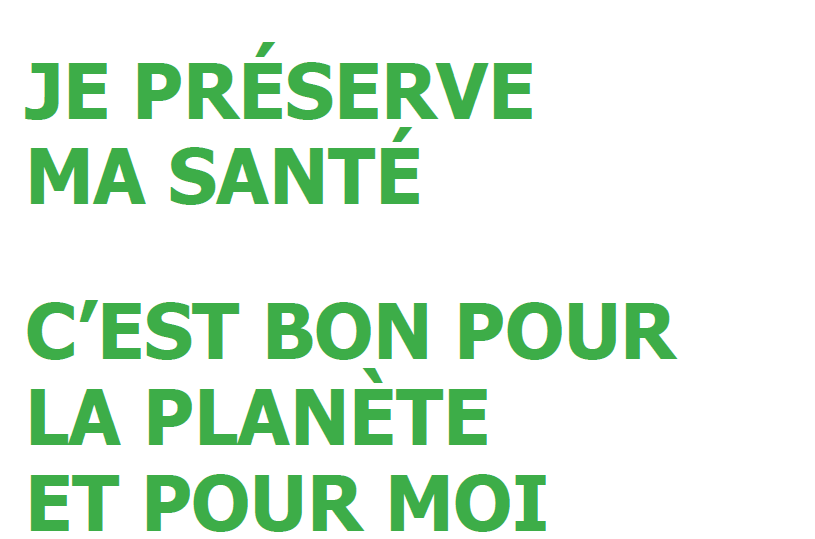 JE PRÉSERVE
MA SANTÉ
C’EST BON POUR
LA PLANÈTE
ET POUR MOI